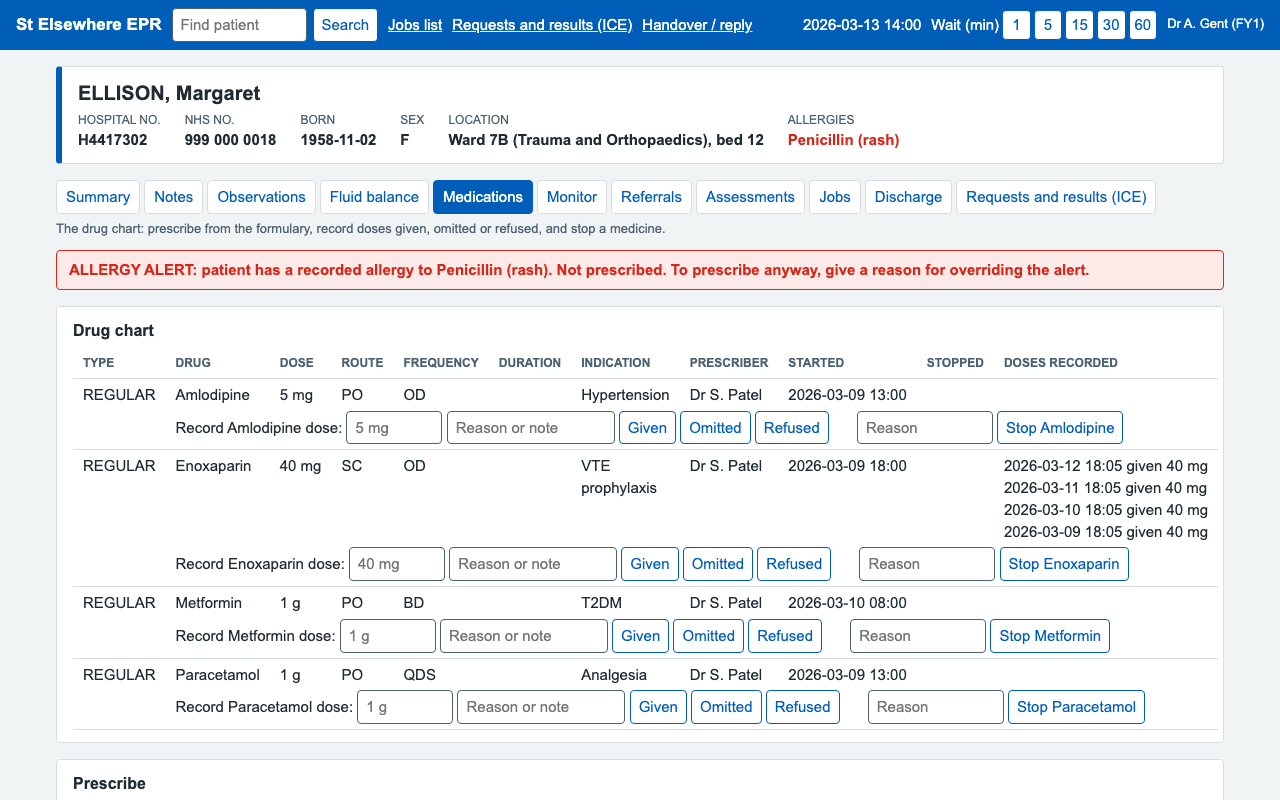 St Elsewhere EPR Find patient Search Jobs list Requests and results (ICE) Handover / reply 2026-03-13 14:00 Wait (min) 1 5 15 30 60 Dr A. Gent (FY1)
ELLISON, Margaret
HOSPITAL NO. NHS NO. BORN SEX LOCATION ALLERGIES
H4417302 999 000 0018 1958-11-02 F Ward 7B (Trauma and Orthopaedics), bed 12 Penicillin (rash)
Summary Notes Observations Fluid balance Medications Monitor Referrals Assessments Jobs Discharge Requests and results (ICE)
The drug chart: prescribe from the formulary, record doses given, omitted or refused, and stop a medicine.
ALLERGY ALERT: patient has a recorded allergy to Penicillin (rash). Not prescribed. To prescribe anyway, give a reason for overriding the alert.
Drug chart
TYPE DRUG DOSE ROUTE FREQUENCY DURATION INDICATION PRESCRIBER STARTED STOPPED DOSES RECORDED
REGULAR Amlodipine 5 mg PO OD Hypertension Dr S. Patel 2026-03-09 13:00
Record Amlodipine dose: 5 mg Reason or note Given Omitted Refused Reason Stop Amlodipine
REGULAR Enoxaparin 40 mg SC OD VTE Dr S. Patel 2026-03-09 18:00 2026-03-12 18:05 given 40 mg
prophylaxis 2026-03-11 18:05 given 40 mg
2026-03-10 18:05 given 40 mg
2026-03-09 18:05 given 40 mg
Record Enoxaparin dose: 40 mg Reason or note Given Omitted Refused Reason Stop Enoxaparin
REGULAR Metformin 1 g PO BD T2DM Dr S. Patel 2026-03-10 08:00
Record Metformin dose: 1 g Reason or note Given Omitted Refused Reason Stop Metformin
REGULAR Paracetamol 1 g PO QDS Analgesia Dr S. Patel 2026-03-09 13:00
Record Paracetamol dose: 1 g Reason or note Given Omitted Refused Reason Stop Paracetamol
Prescribe